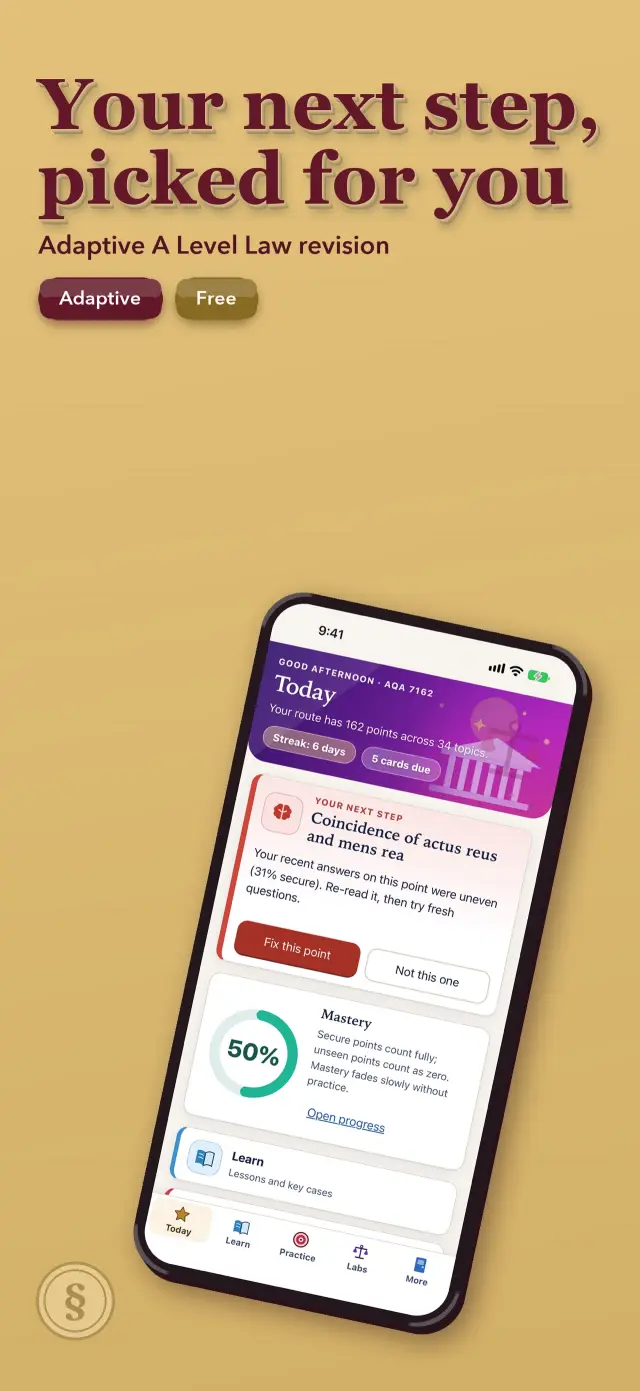 Your next step,
picked for you
Adaptive A Level Law revision
Adaptive
Free
9:41
GOOD AFTERNOON · AQA 7162
Today
Your route has 162 points across 34 topics.
Streak: 6 days
5 cards due
YOUR NEXT STEP
Coincidence of actus reus
and mens rea
Your recent answers on this point were uneven
(31% secure). Re-read it, then try fresh
questions.
Fix this point
Not this one
50%
Mastery
Secure points count fully;
unseen points count as zero.
Mastery fades slowly without
practice.
Open progress
Learn
Lessons and key cases
Today
Learn
Practice
Labs
More
§